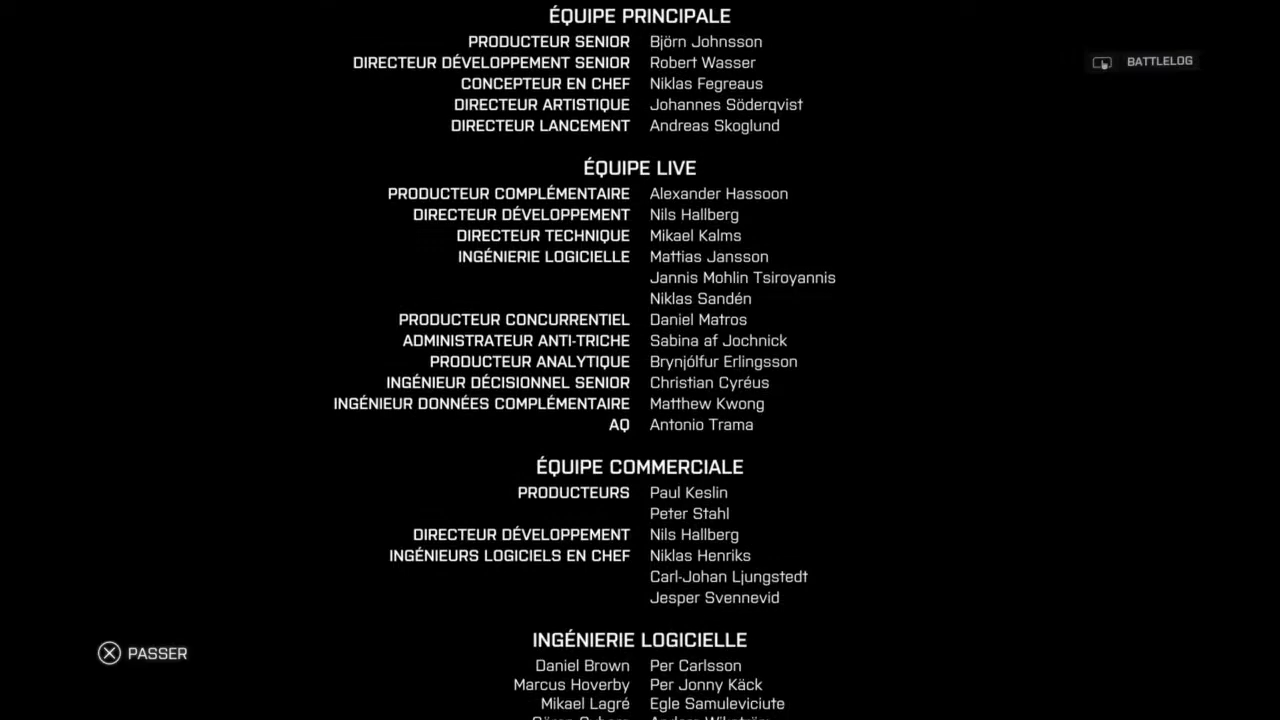 ÉQUIPE PRINCIPALE
PRODUCTEUR SENIOR Björn Johnsson
DIRECTEUR DÉVELOPPEMENT SENIOR Robert Wasser
CONCEPTEUR EN CHEF Niklas Fegreaus
DIRECTEUR ARTISTIQUE Johannes Söderqvist
DIRECTEUR LANCEMENT Andreas Skoglund
BATTLELOG
ÉQUIPE LIVE
PRODUCTEUR COMPLÉMENTAIRE Alexander Hassoon
DIRECTEUR DÉVELOPPEMENT Nils Hallberg
DIRECTEUR TECHNIQUE Mikael Kalms
INGÉNIERIE LOGICIELLE Mattias Jansson
Jannis Mohlin Tsiroyannis
Niklas Sandén
PRODUCTEUR CONCURRENTIEL Daniel Matros
ADMINISTRATEUR ANTI-TRICHE Sabina af Jochnick
PRODUCTEUR ANALYTIQUE Brynjólfur Erlingsson
INGÉNIEUR DÉCISIONNEL SENIOR Christian Cyréus
INGÉNIEUR DONNÉES COMPLÉMENTAIRE Matthew Kwong
AQ Antonio Trama
ÉQUIPE COMMERCIALE
PRODUCTEURS Paul Keslin
Peter Stahl
DIRECTEUR DÉVELOPPEMENT Nils Hallberg
INGÉNIEURS LOGICIELS EN CHEF Niklas Henriks
Carl-Johan Ljungstedt
Jesper Svennevid
INGÉNIERIE LOGICIELLE
PASSER
Daniel Brown Per Carlsson
Marcus Hoverby Per Jonny Käck
Mikael Lagré Egle Samuleviciute